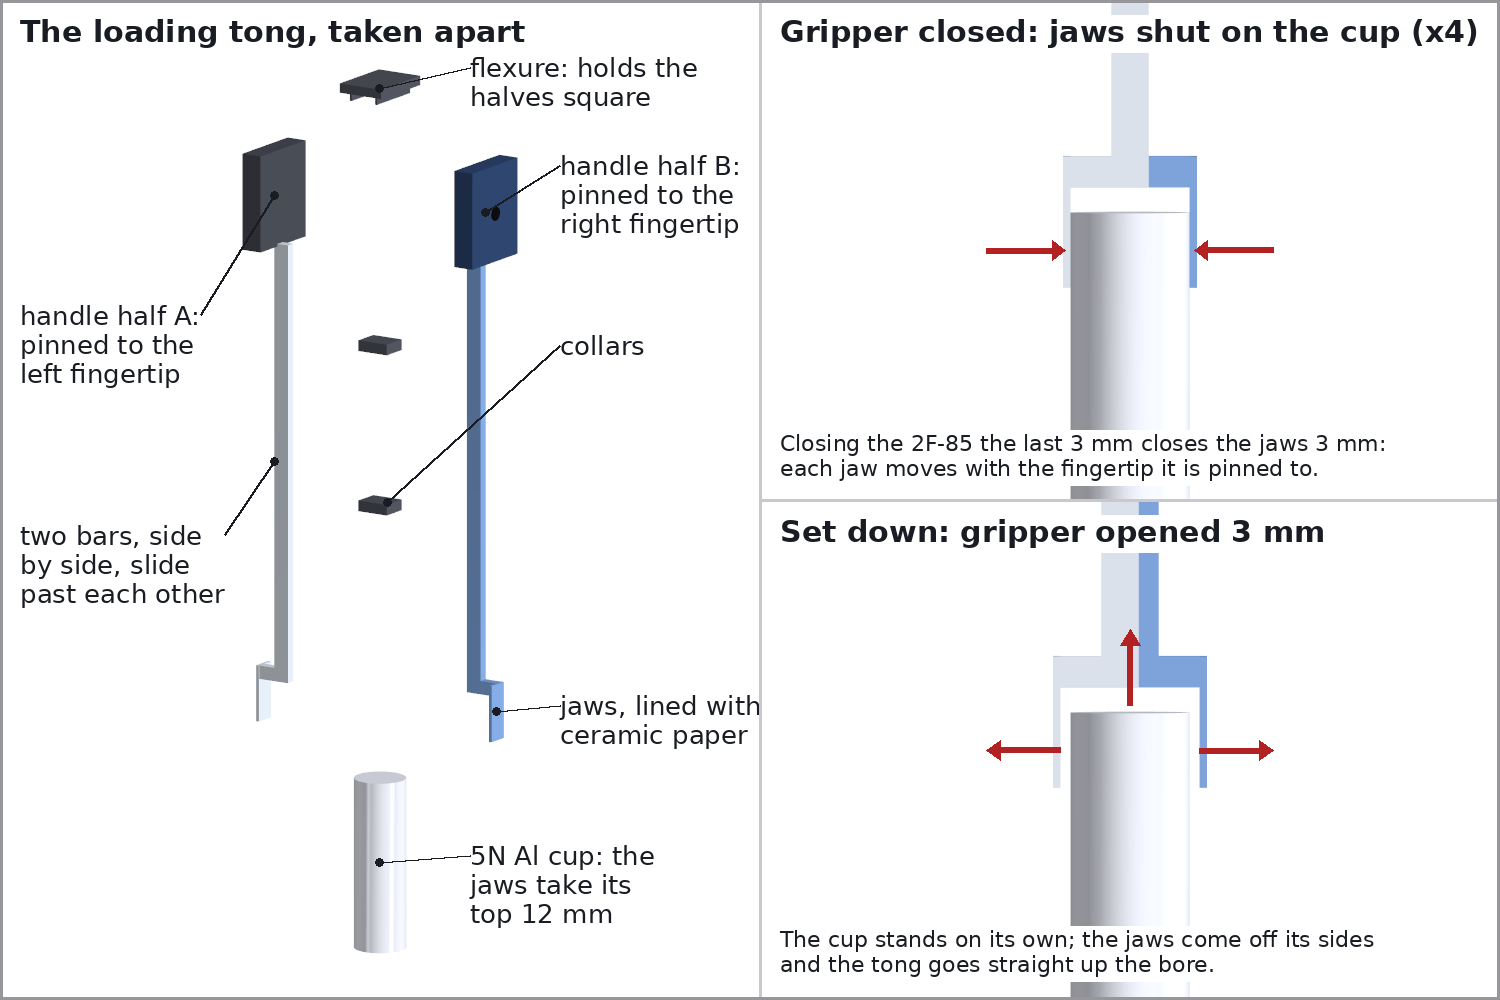 The loading tong, taken apart
flexure: holds the
halves square
handle half B:
pinned to the
right fingertip
handle half A:
pinned to the
left fingertip
collars
two bars, side
by side, slide
past each other
jaws, lined with
ceramic paper
5N Al cup: the
jaws take its
top 12 mm
Gripper closed: jaws shut on the cup (x4)
Closing the 2F-85 the last 3 mm closes the jaws 3 mm:
each jaw moves with the fingertip it is pinned to.
Set down: gripper opened 3 mm
The cup stands on its own; the jaws come off its sides
and the tong goes straight up the bore.